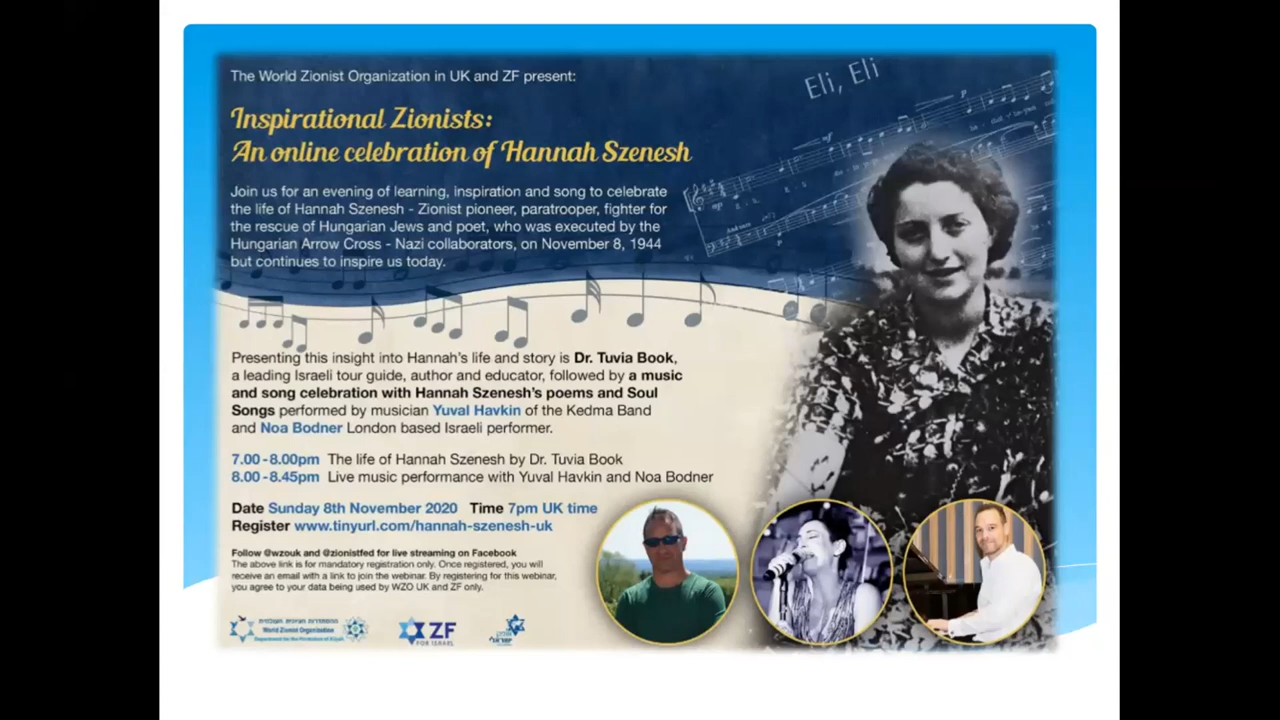 The World Zionist Organization in UK and ZF present:
Eli, Eli
Inspirational Zionists:
An online celebration of Hannah Szenesh
Join us for an evening of learning, inspiration and song to celebrate
the life of Hannah Szenesh - Zionist pioneer, paratrooper, fighter for
the rescue of Hungarian Jews and poet, who was executed by the
Hungarian Arrow Cross - Nazi collaborators, on November 8, 1944
but continues to inspire us today.
Presenting this insight into Hannah's life and story is Dr. Tuvia Book,
a leading Israeli tour guide, author and educator, followed by a music
and song celebration with Hannah Szenesh's poems and Soul
Songs performed by musician Yuval Havkin of the Kedma Band
and Noa Bodner London based Israeli performer.
7.00-8.00pm The life of Hannah Szenesh by Dr. Tuvia Book
8.00-8.45pm Live music performance with Yuval Havkin and Noa Bodner
Date Sunday 8th November 2020 Time 7pm UK time
Register www.tinyurl.com/hannah-szenesh-uk
Follow @wzouk and @zionistfed for live streaming on Facebook
The above link is for mandatory registration only. Once registered, you will
receive an email with a link to join the webinar. By registering for this webinar,
you agree to your data being used by WZO UK and ZF only.
World Zionist Organization
ZF
FOR ISRAEL